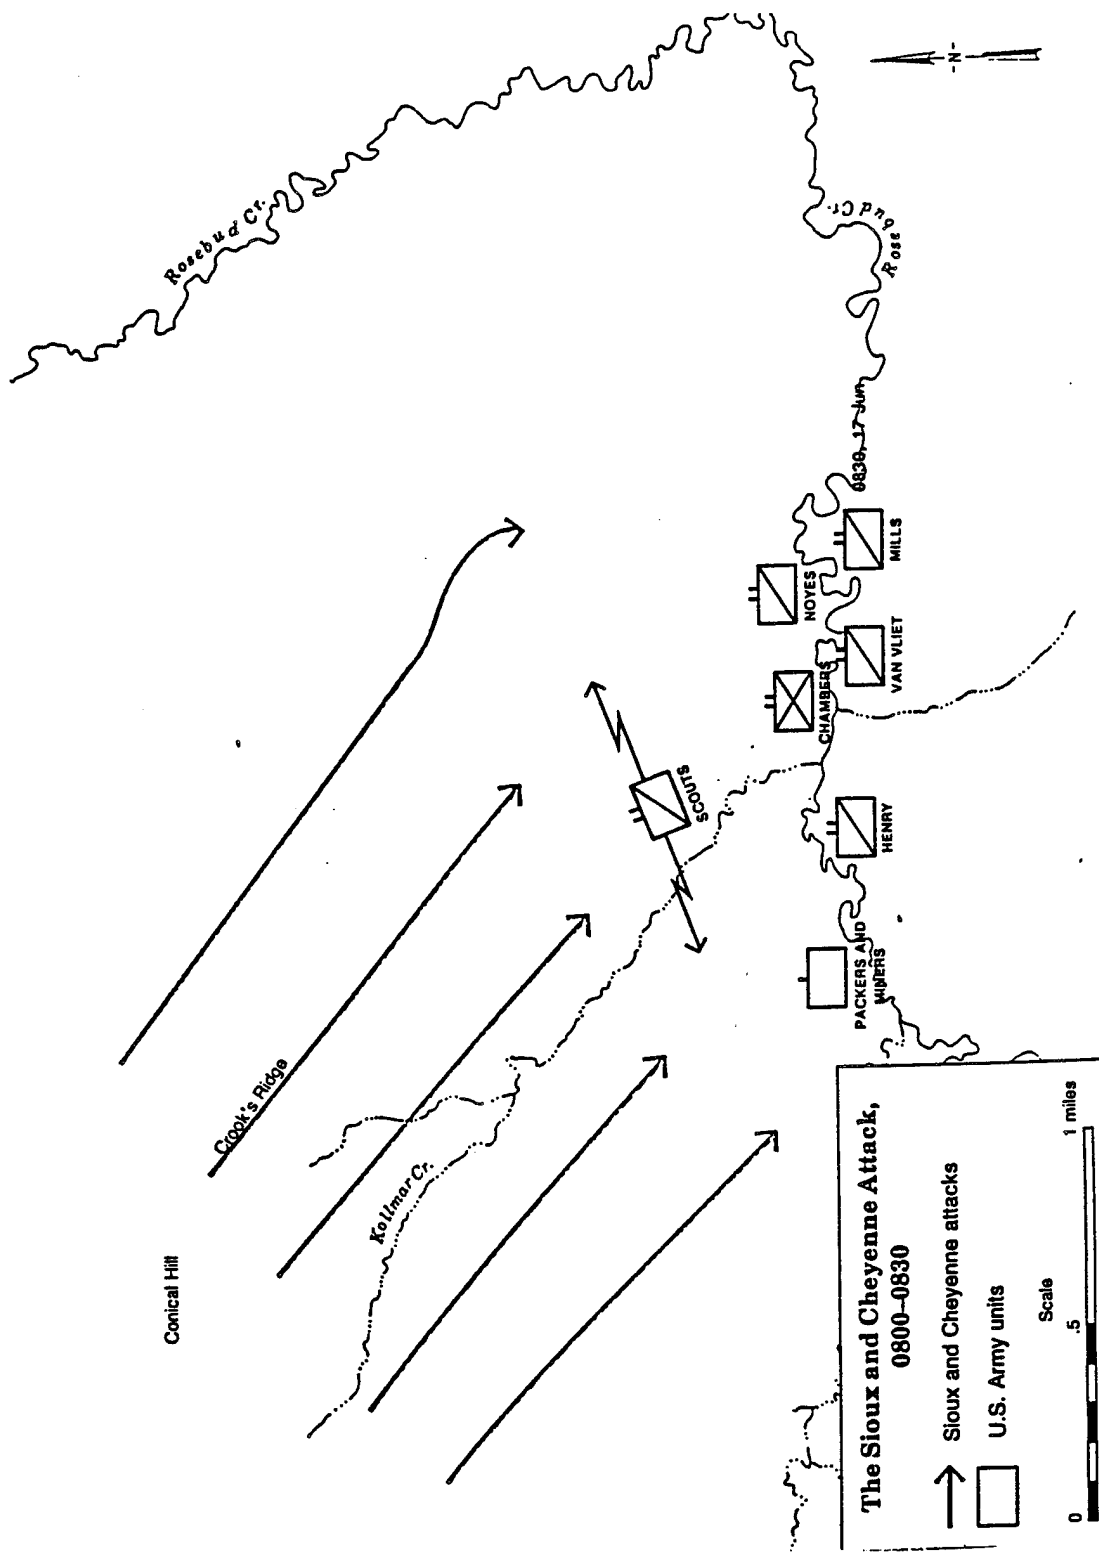 Rosebud Cr.
-N-
Rosebud Cr.
0830, 17 Jun
Conical Hill
Crook's Ridge
Kollmar Cr.
SCOUTS
NOYES
MILLS
CHAMBERS
VAN VLIET
HENRY
PACKERS AND
MINERS
The Sioux and Cheyenne Attack,
0800–0830
Sioux and Cheyenne attacks
U.S. Army units
Scale
0 .5 1 miles